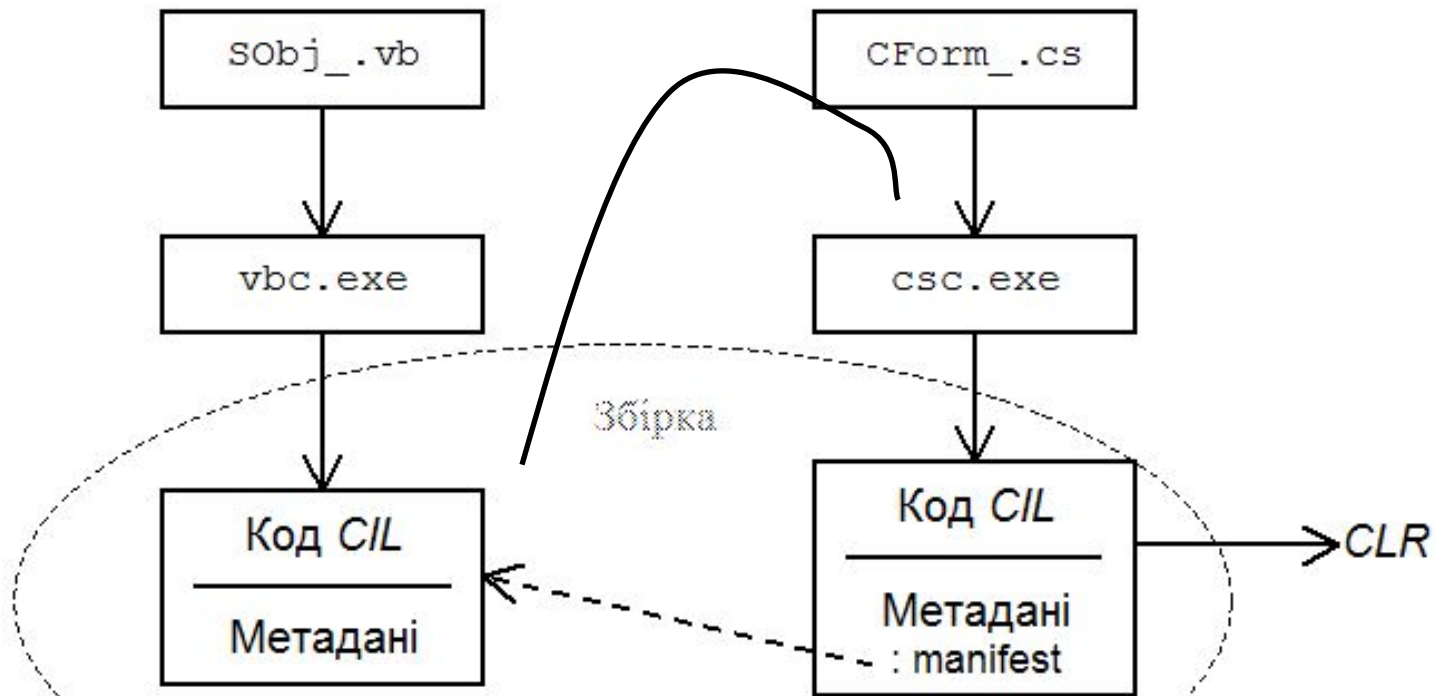 SObj_.vb
CForm_.cs
vbc.exe
csc.exe
Збірка
Код CIL
Метадані
Код CIL
Метадані
: manifest
CLR